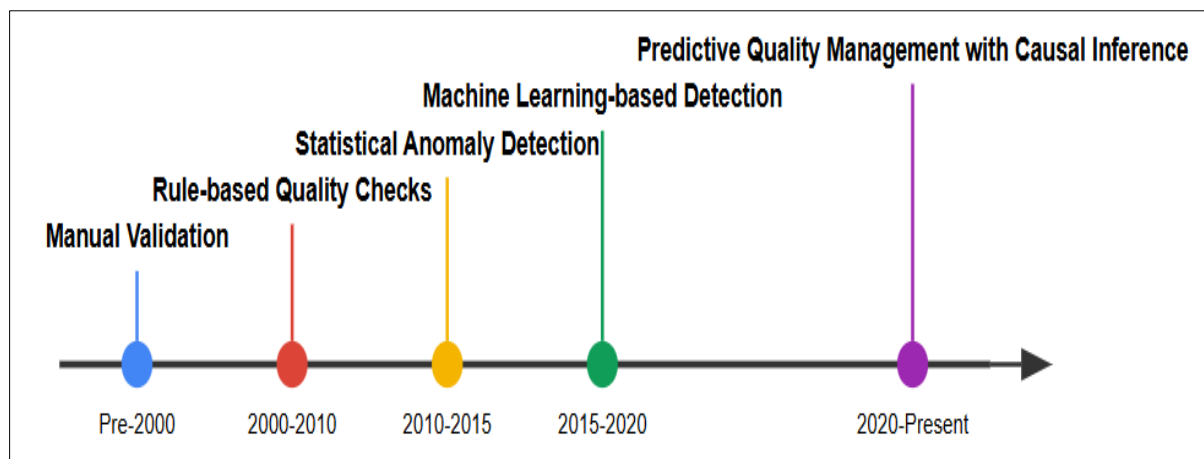 Predictive Quality Management with Causal Inference
Machine Learning-based Detection
Statistical Anomaly Detection
Rule-based Quality Checks
Manual Validation
Pre-2000
2000-2010
2010-2015
2015-2020
2020-Present